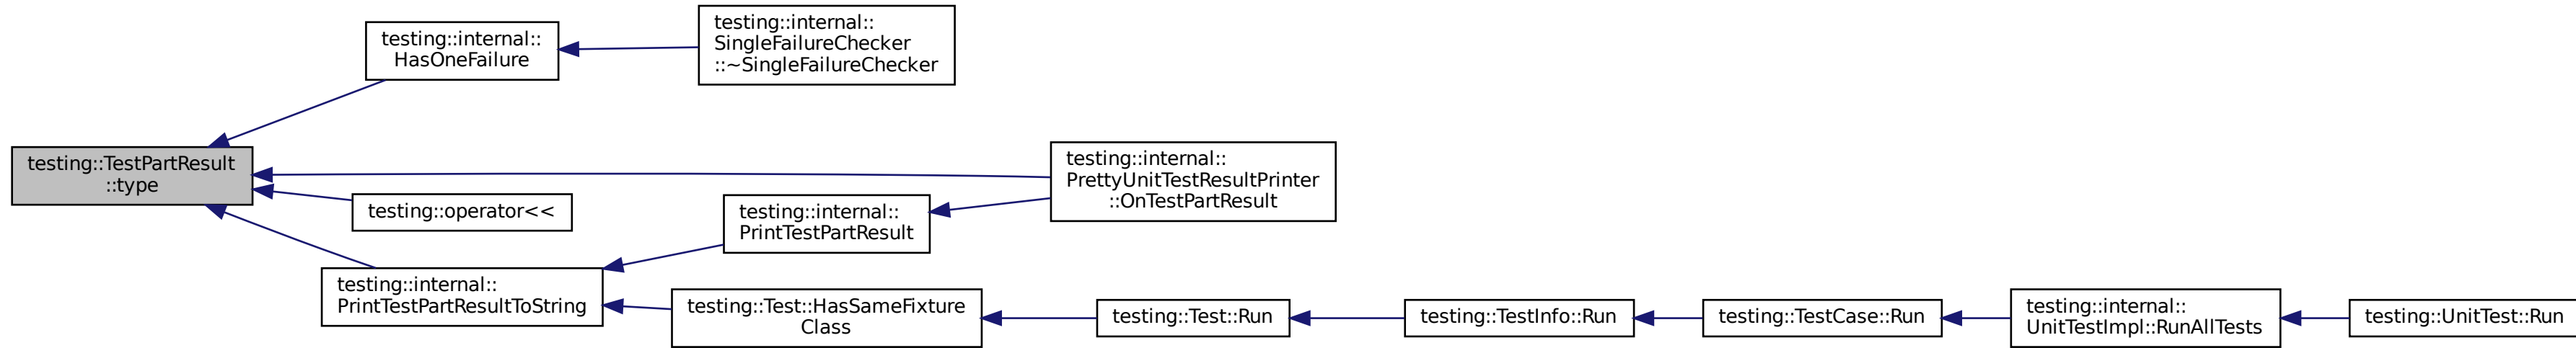 testing::internal::
SingleFailureChecker
::~SingleFailureChecker
testing::internal::
HasOneFailure
testing::TestPartResult
::type
testing::internal::
PrettyUnitTestResultPrinter
::OnTestPartResult
testing::operator<<
testing::internal::
PrintTestPartResult
testing::internal::
PrintTestPartResultToString
testing::Test::HasSameFixture
Class
testing::Test::Run
testing::TestInfo::Run
testing::TestCase::Run
testing::internal::
UnitTestImpl::RunAllTests
testing::UnitTest::Run